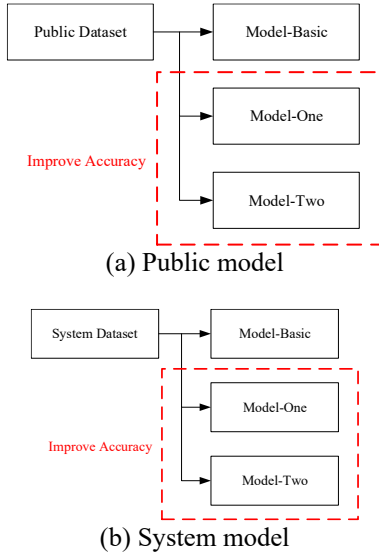 Public Dataset
Model-Basic
Model-One
Improve Accuracy
Model-Two
(a) Public model
System Dataset
Model-Basic
Model-One
Improve Accuracy
Model-Two
(b) System model